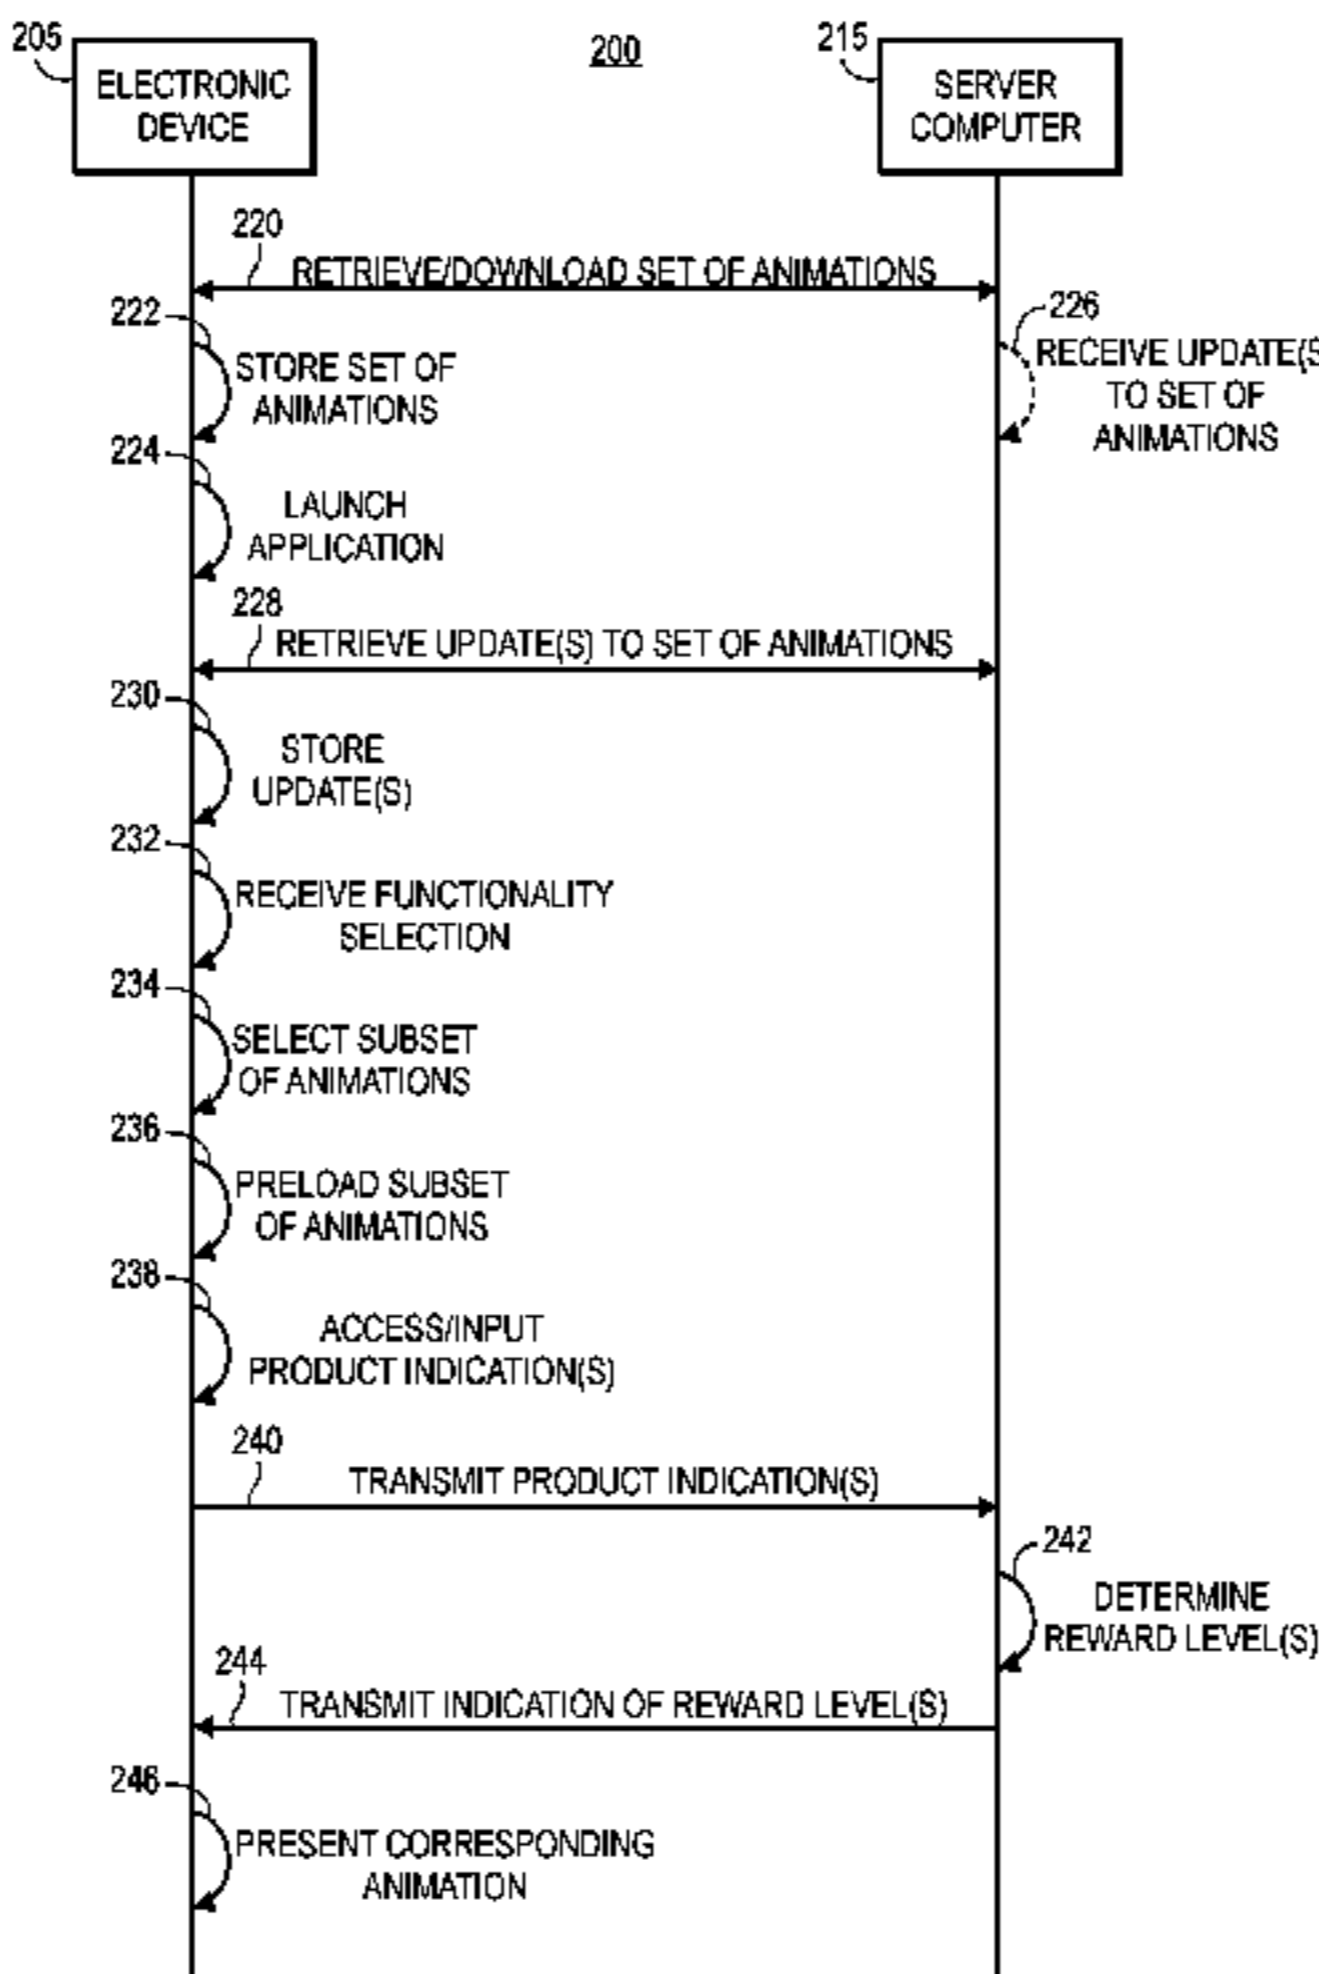 205
ELECTRONIC
DEVICE
200
215
SERVER
COMPUTER
220
RETRIEVE/DOWNLOAD SET OF ANIMATIONS
222
STORE SET OF
ANIMATIONS
226
RECEIVE UPDATE(S
TO SET OF
ANIMATIONS
224
LAUNCH
APPLICATION
228
RETRIEVE UPDATE(S) TO SET OF ANIMATIONS
230
STORE
UPDATE(S)
232
RECEIVE FUNCTIONALITY
SELECTION
234
SELECT SUBSET
OF ANIMATIONS
236
PRELOAD SUBSET
OF ANIMATIONS
238
ACCESS/INPUT
PRODUCT INDICATION(S)
240
TRANSMIT PRODUCT INDICATION(S)
242
DETERMINE
REWARD LEVEL(S)
244
TRANSMIT INDICATION OF REWARD LEVEL(S)
246
PRESENT CORRESPONDING
ANIMATION